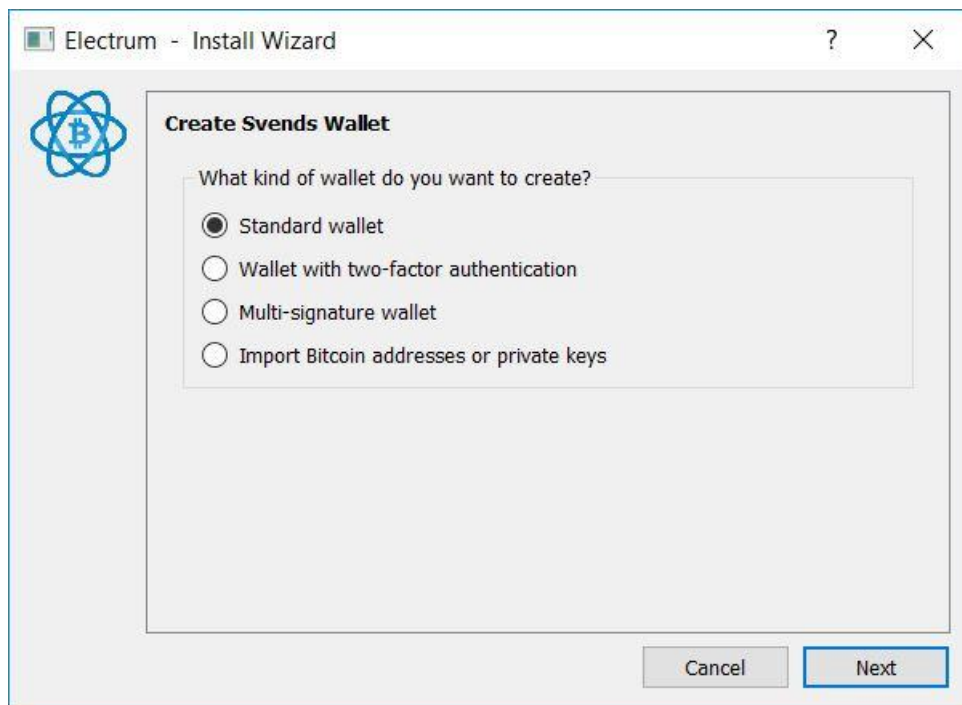 Electrum - Install Wizard
?
Create Svends Wallet
What kind of wallet do you want to create?
Standard wallet
Wallet with two-factor authentication
Multi-signature wallet
Import Bitcoin addresses or private keys
Cancel Next